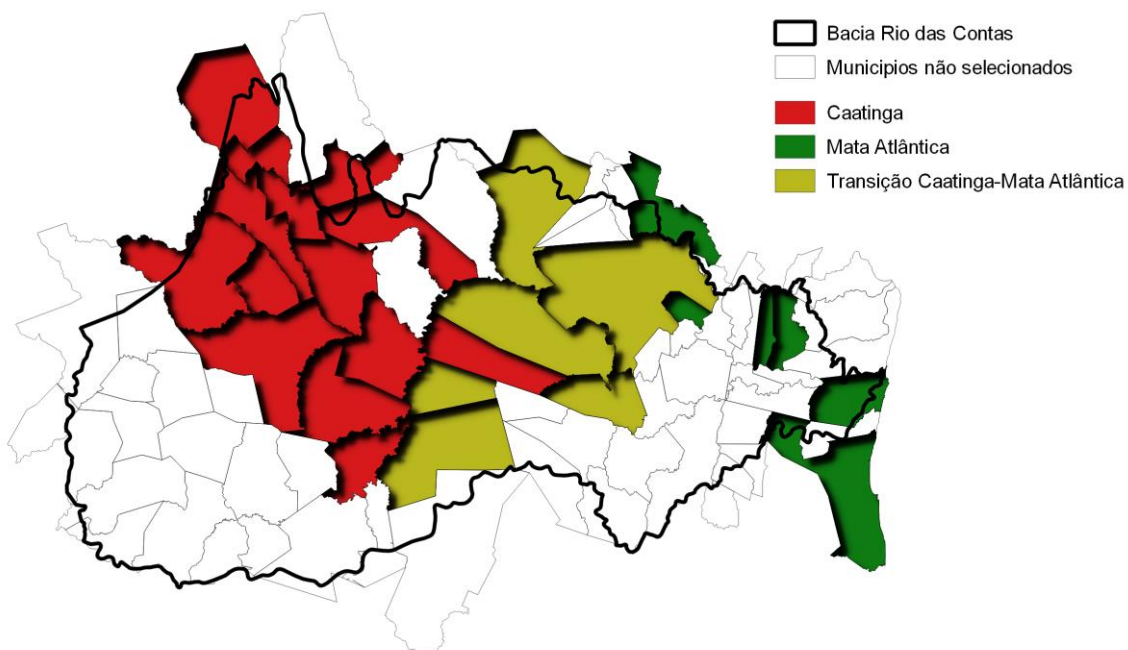 Bacia Rio das Contas
Municipios não selecionados
Caatinga
Mata Atlântica
Transição Caatinga-Mata Atlântica